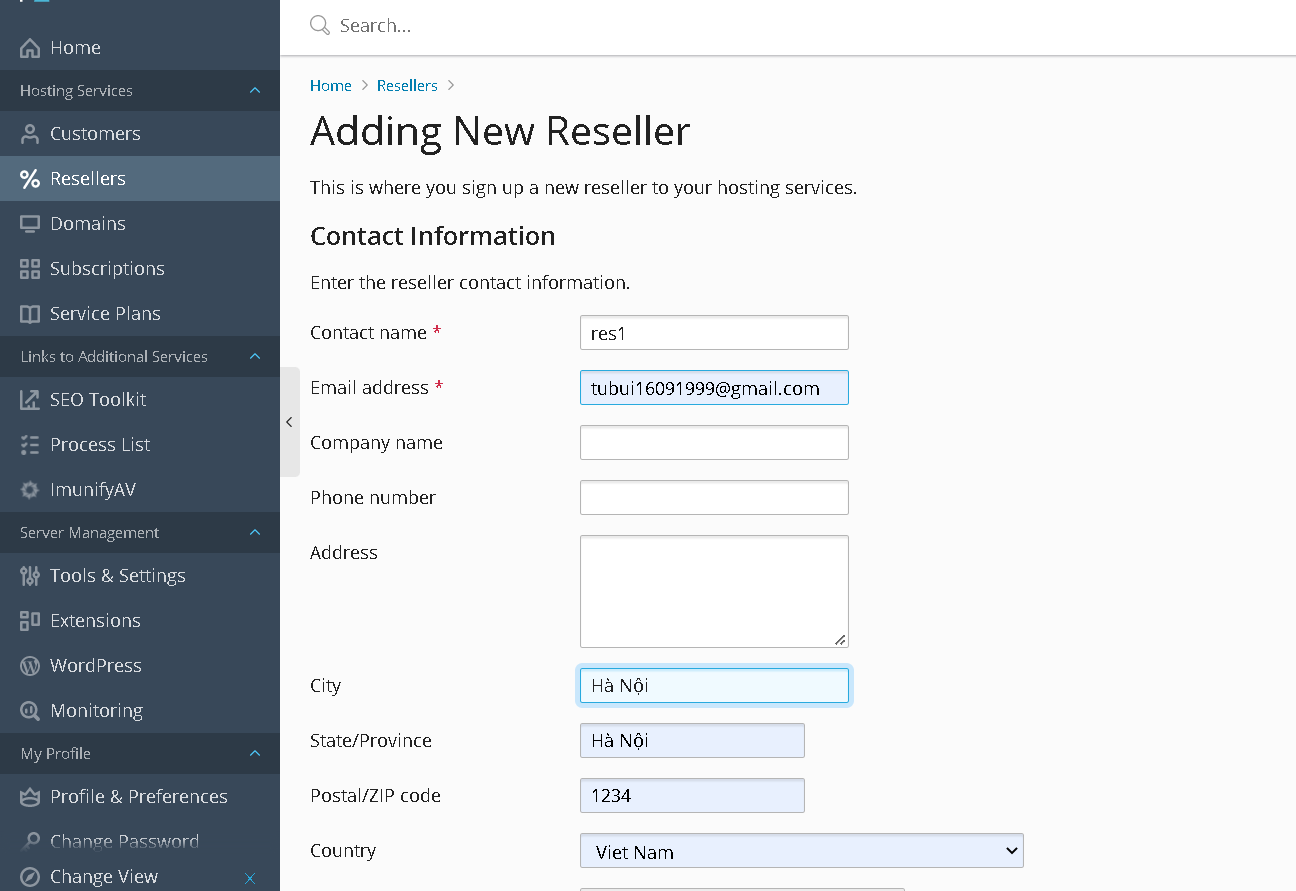 Search...
Home
Hosting Services
Customers
Resellers
Domains
Subscriptions
Service Plans
Links to Additional Services
SEO Toolkit
Process List
ImunifyAV
Server Management
Tools & Settings
Extensions
WordPress
Monitoring
My Profile
Profile & Preferences
Change Password
Change View
Home > Resellers >
Adding New Reseller
This is where you sign up a new reseller to your hosting services.
Contact Information
Enter the reseller contact information.
Contact name * res1
Email address * tubui16091999@gmail.com
Company name
Phone number
Address
City Hà Nội
State/Province Hà Nội
Postal/ZIP code 1234
Country Viet Nam